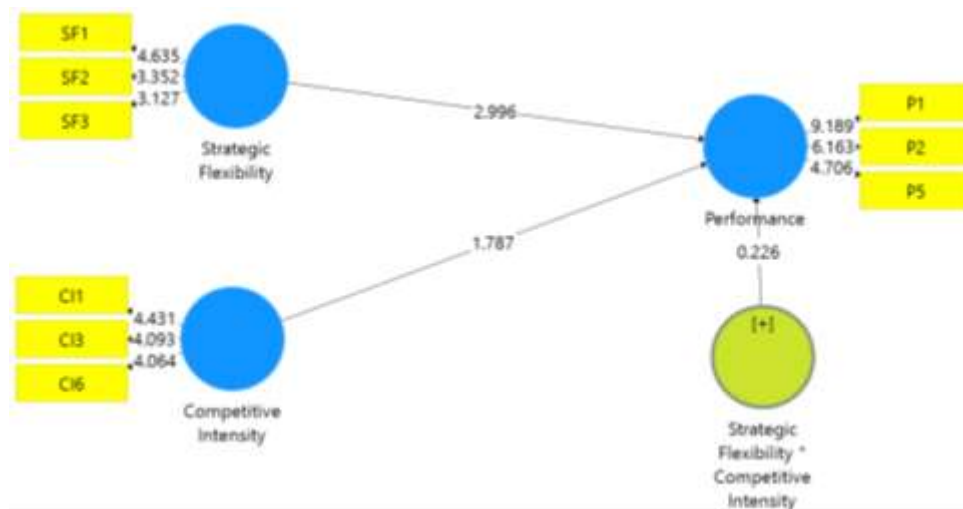 SF1
SF2
SF3
4.635
3.352
3.127
Strategic
Flexibility
2.996
P1
P2
P5
9.189
6.163
4.706
Performance
1.787
0.226
CI1
CI3
CI6
4.431
4.093
4.064
Competitive
Intensity
[+]
Strategic
Flexibility *
Competitive
Intensity